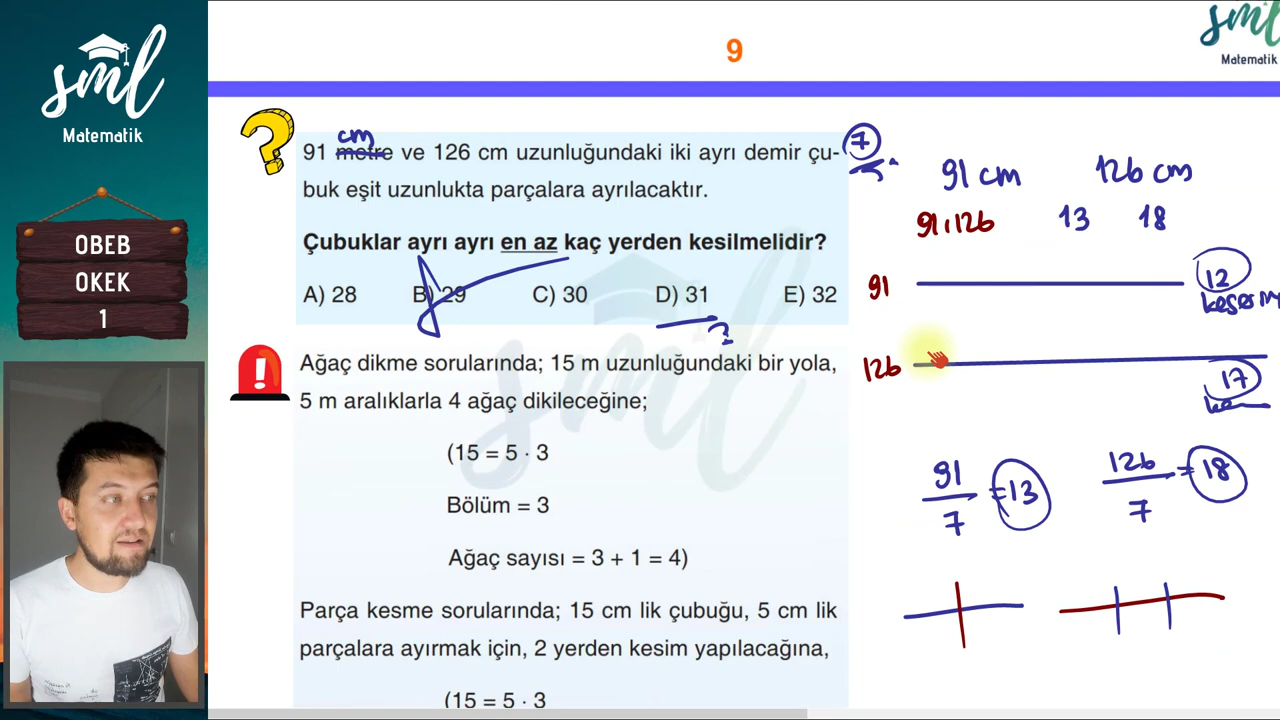 sml
Matematik
OBEB
OKEK
1
9
sml
Matematik
cm
91 metre ve 126 cm uzunluğundaki iki ayrı demir çu-
buk eşit uzunlukta parçalara ayrılacaktır.
Çubuklar ayrı ayrı en az kaç yerden kesilmelidir?
A) 28 B) 29 C) 30 D) 31 E) 32
Ağaç dikme sorularında; 15 m uzunluğundaki bir yola,
5 m aralıklarla 4 ağaç dikileceğine;
(15 = 5 · 3
Bölüm = 3
Ağaç sayısı = 3 + 1 = 4)
Parça kesme sorularında; 15 cm lik çubuğu, 5 cm lik
parçalara ayırmak için, 2 yerden kesim yapılacağına,
(15 = 5 · 3
7
91 cm 126 cm
91,126 13 18
91 12
126 17
91/7 = 13 126/7 = 18